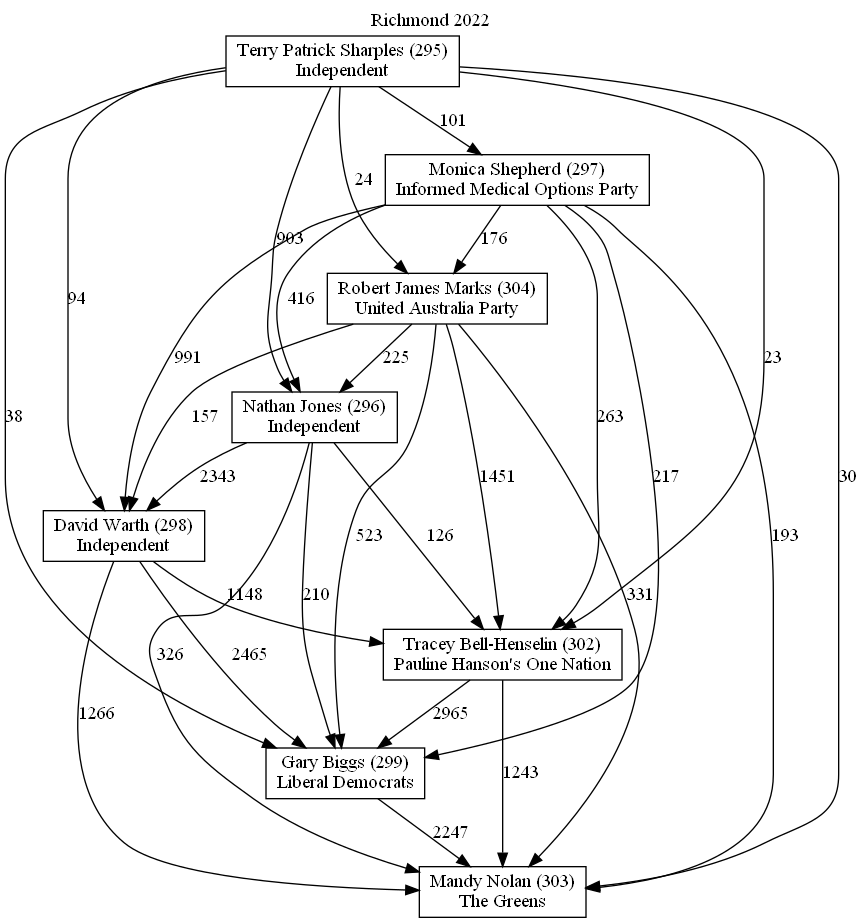 Richmond 2022
Terry Patrick Sharples (295)
Independent
101
Monica Shepherd (297)
Informed Medical Options Party
24
903
176
Robert James Marks (304)
United Australia Party
94
416
991
225
23
157
Nathan Jones (296)
Independent
38
263
2343
1451
217
30
David Warth (298)
Independent
523
126
193
1148
210
331
Tracey Bell-Henselin (302)
Pauline Hanson's One Nation
326
2465
1266
2965
Gary Biggs (299)
Liberal Democrats
1243
2247
Mandy Nolan (303)
The Greens